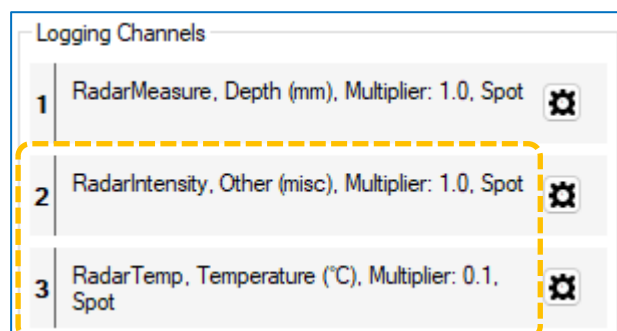 Logging Channels
1 RadarMeasure, Depth (mm), Multiplier: 1.0, Spot
2 RadarIntensity, Other (misc), Multiplier: 1.0, Spot
3 RadarTemp, Temperature (°C), Multiplier: 0.1,
Spot